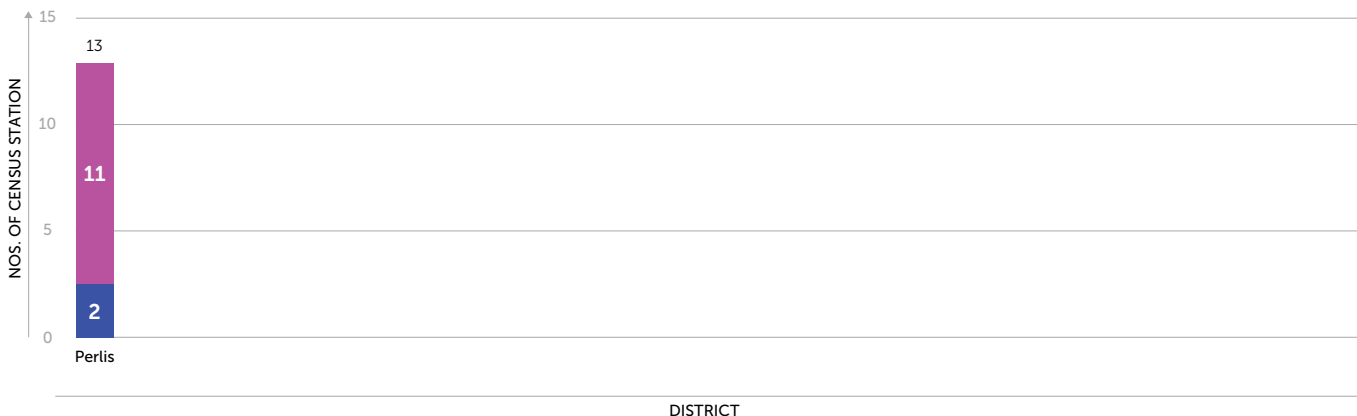 NOS. OF CENSUS STATION
15
10
5
0
13
11
2
Perlis
DISTRICT